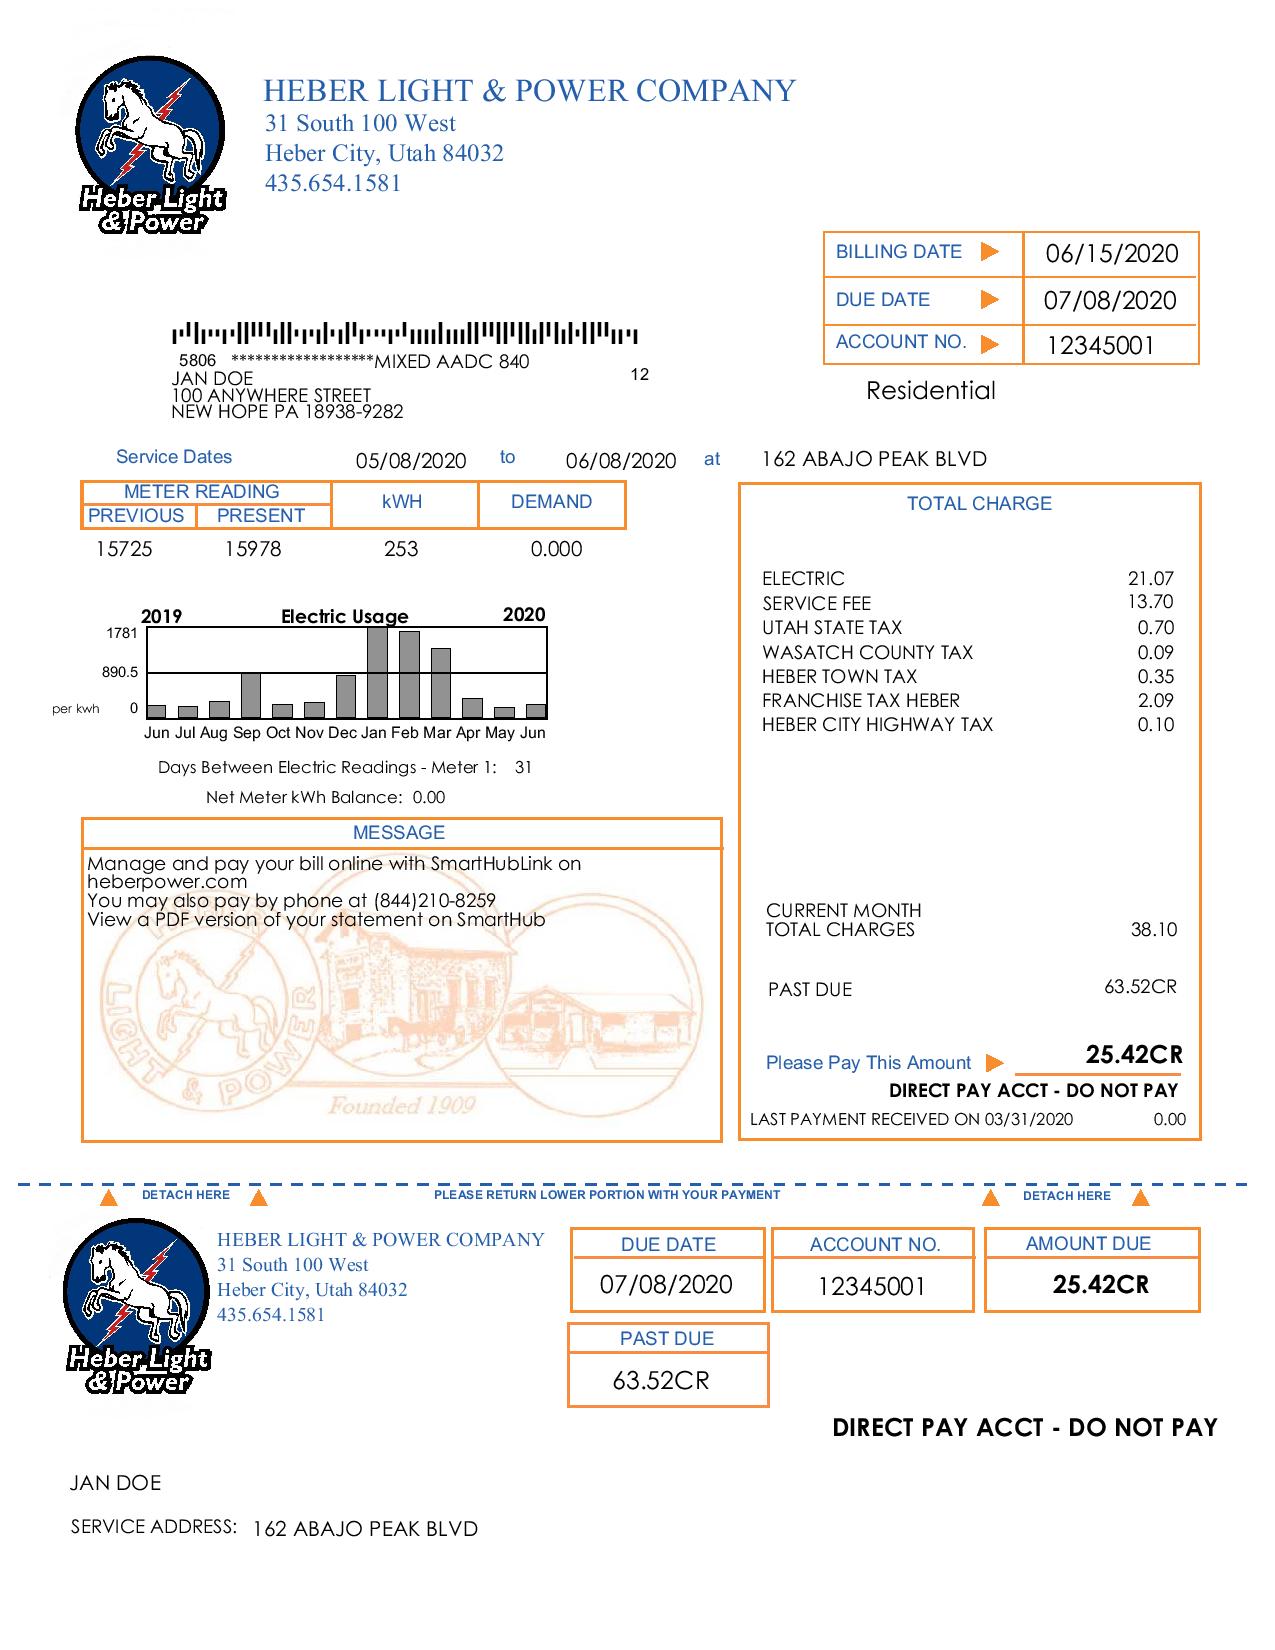 HEBER LIGHT & POWER COMPANY
31 South 100 West
Heber City, Utah 84032
435.654.1581
Heber Light
& Power
BILLING DATE 06/15/2020
DUE DATE 07/08/2020
ACCOUNT NO. 12345001
Residential
5806 ******************MIXED AADC 840
12
JAN DOE
100 ANYWHERE STREET
NEW HOPE PA 18938-9282
Service Dates 05/08/2020 to 06/08/2020 at 162 ABAJO PEAK BLVD
METER READING kWH DEMAND
PREVIOUS PRESENT
15725 15978 253 0.000
2019 Electric Usage 2020
1781
890.5
per kwh 0
Jun Jul Aug Sep Oct Nov Dec Jan Feb Mar Apr May Jun
Days Between Electric Readings - Meter 1: 31
Net Meter kWh Balance: 0.00
MESSAGE
Manage and pay your bill online with SmartHubLink on
heberpower.com
You may also pay by phone at (844)210-8259
View a PDF version of your statement on SmartHub
LIGHT & POWER
Founded 1909
TOTAL CHARGE
ELECTRIC 21.07
SERVICE FEE 13.70
UTAH STATE TAX 0.70
WASATCH COUNTY TAX 0.09
HEBER TOWN TAX 0.35
FRANCHISE TAX HEBER 2.09
HEBER CITY HIGHWAY TAX 0.10
CURRENT MONTH
TOTAL CHARGES 38.10
PAST DUE 63.52CR
Please Pay This Amount 25.42CR
DIRECT PAY ACCT - DO NOT PAY
LAST PAYMENT RECEIVED ON 03/31/2020 0.00
DETACH HERE PLEASE RETURN LOWER PORTION WITH YOUR PAYMENT DETACH HERE
HEBER LIGHT & POWER COMPANY
31 South 100 West
Heber City, Utah 84032
435.654.1581
Heber Light
& Power
DUE DATE ACCOUNT NO. AMOUNT DUE
07/08/2020 12345001 25.42CR
PAST DUE
63.52CR
DIRECT PAY ACCT - DO NOT PAY
JAN DOE
SERVICE ADDRESS: 162 ABAJO PEAK BLVD